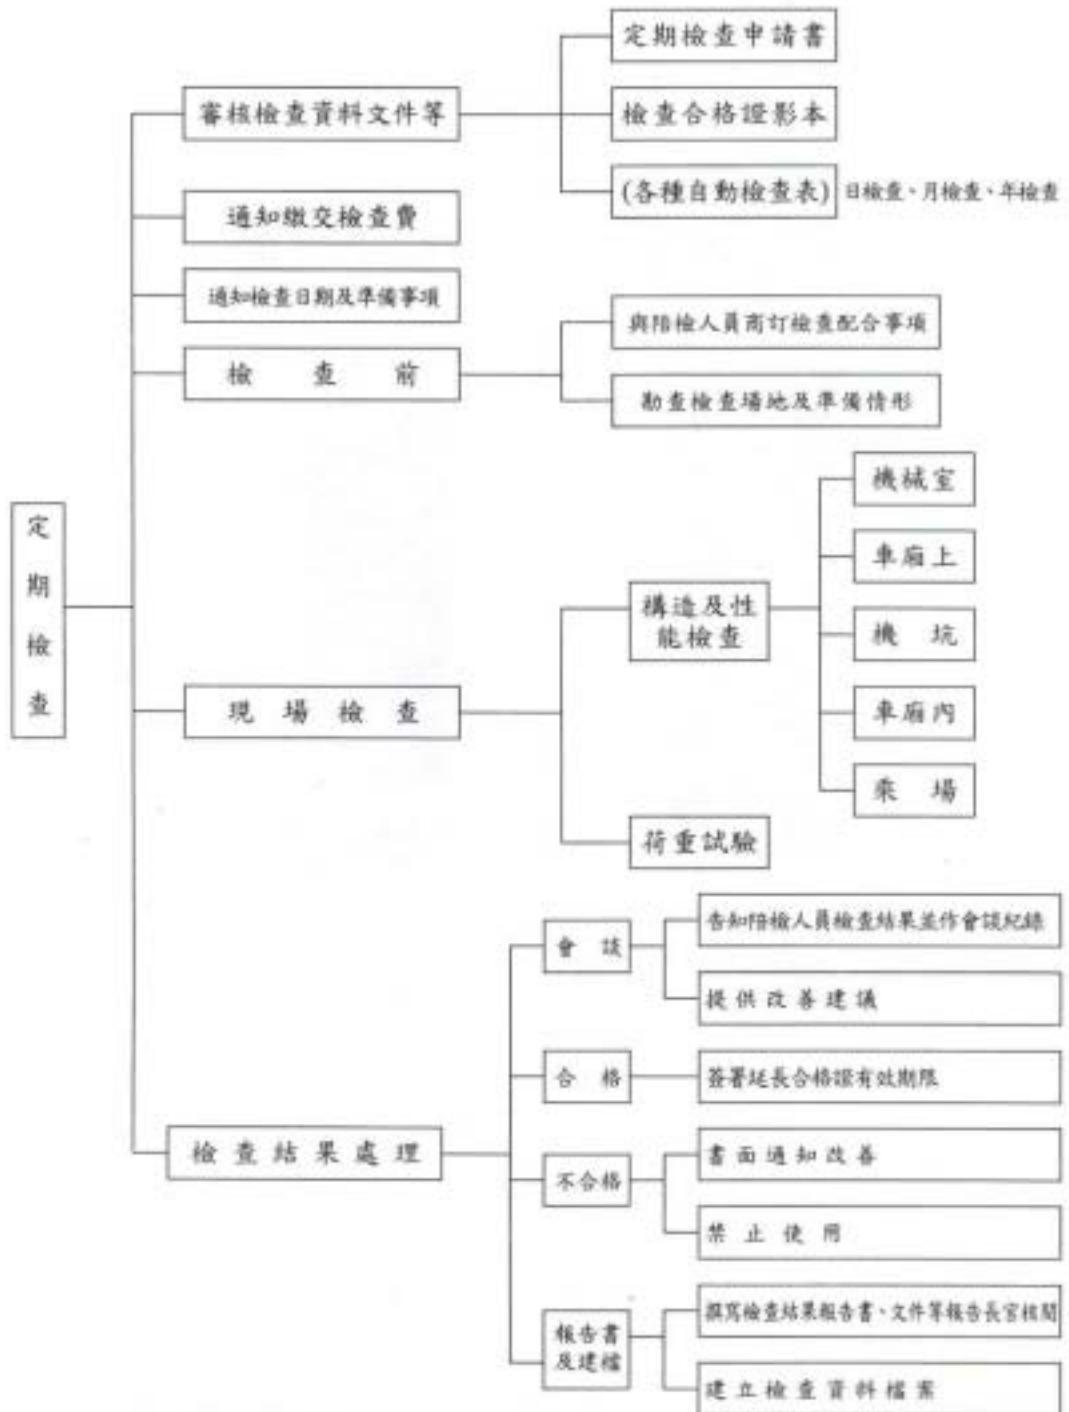 定期檢查
審核檢查資料文件等
定期檢查申請書
檢查合格證影本
(各種自動檢查表) 日檢查、月檢查、年檢查
通知繳交檢查費
通知檢查日期及準備事項
檢查前
與陪檢人員商訂檢查配合事項
勘查檢查場地及準備情形
現場檢查
構造及性
能檢查
機械室
車廂上
機坑
車廂內
乘場
荷重試驗
檢查結果處理
會談
告知陪檢人員檢查結果並作會談紀錄
提供改善建議
合格
簽署延長合格證有效期限
不合格
書面通知改善
禁止使用
報告書
及建檔
撰寫檢查結果報告書、文件等報告長官核閱
建立檢查資料檔案